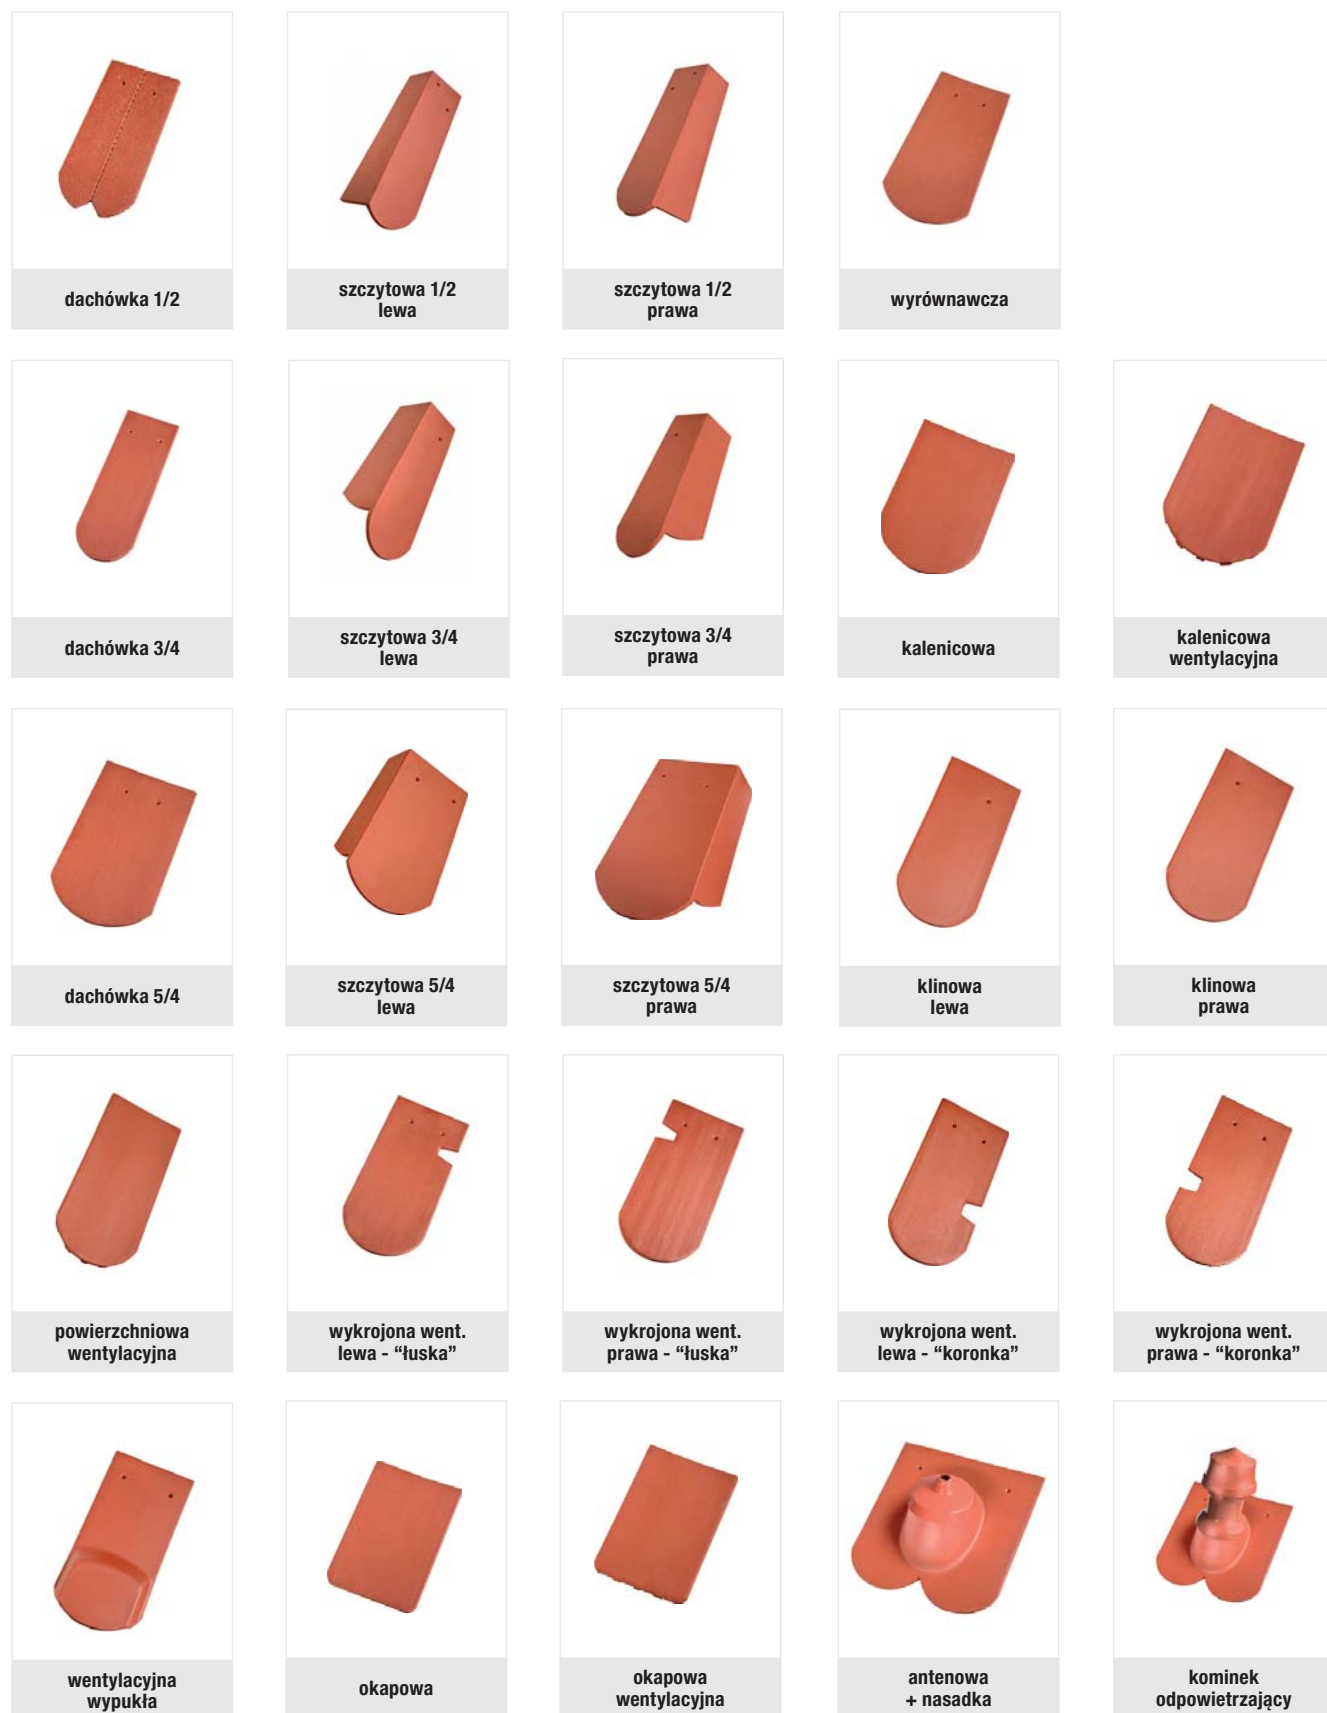 dachówka 1/2
szczytowa 1/2
lewa
szczytowa 1/2
prawa
wyrównawcza
dachówka 3/4
szczytowa 3/4
lewa
szczytowa 3/4
prawa
kalenicowa
kalenicowa
wentylacyjna
dachówka 5/4
szczytowa 5/4
lewa
szczytowa 5/4
prawa
klinowa
lewa
klinowa
prawa
powierzchniowa
wentylacyjna
wykrojona went.
lewa - “łuska”
wykrojona went.
prawa - “łuska”
wykrojona went.
lewa - “koronka”
wykrojona went.
prawa - “koronka”
wentylacyjna
wypukła
okapowa
okapowa
wentylacyjna
antenowa
+ nasadka
kominek
odpowietrzający